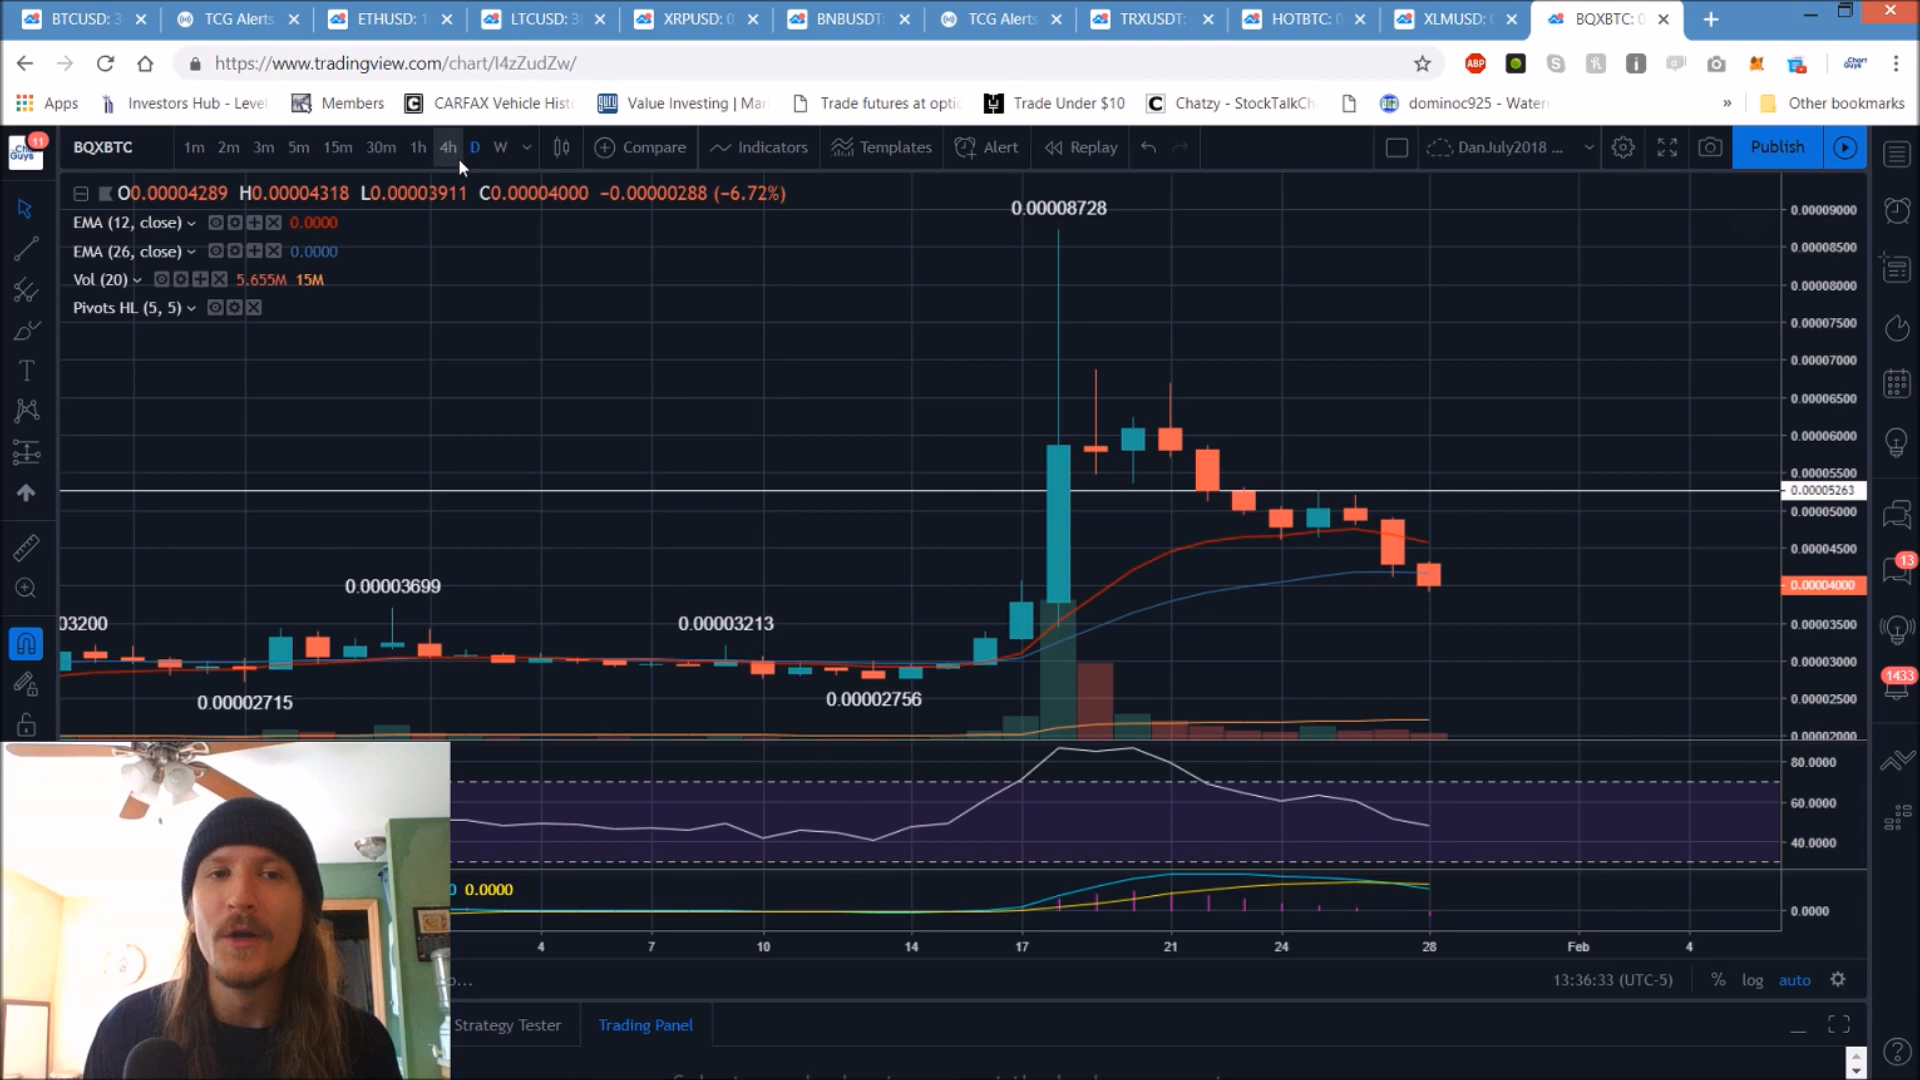 BTCUSD: 3
TCG Alerts
ETHUSD: 1
LTCUSD: 3
XRPUSD: 0
BNBUSDT:
TCG Alerts
TRXUSDT:
HOTBTC: 0
XLMUSD: 0
BQXBTC: 0
https://www.tradingview.com/chart/I4zZudZw/
ABP
Apps
Investors Hub - Level
Members
CARFAX Vehicle Histo
guru
Value Investing | Mar
Trade futures at optio
Trade Under $10
Chatzy - StockTalkCh
dominoc925 - Water
»
Other bookmarks
11
BQXBTC
1m 2m 3m 5m 15m 30m 1h 4h D W
Compare
Indicators
Templates
Alert
Replay
DanJuly2018 ...
Publish
O0.00004289 H0.00004318 L0.00003911 C0.00004000 −0.00000288 (−6.72%)
EMA (12, close) 0.0000
EMA (26, close) 0.0000
Vol (20) 5.655M 15M
Pivots HL (5, 5)
0.00008728
0.00003699
03200
0.00003213
0.00002715
0.00002756
0.00009000
0.00008500
0.00008000
0.00007500
0.00007000
0.00006500
0.00006000
0.00005500
0.00005263
0.00005000
0.00004500
0.00004000
0.00003500
0.00003000
0.00002500
0.00002000
80.0000
60.0000
40.0000
0 0.0000
0.0000
4 7 10 14 17 21 24 28 Feb 4
13:36:33 (UTC-5)
% log auto
Strategy Tester
Trading Panel
13
1433